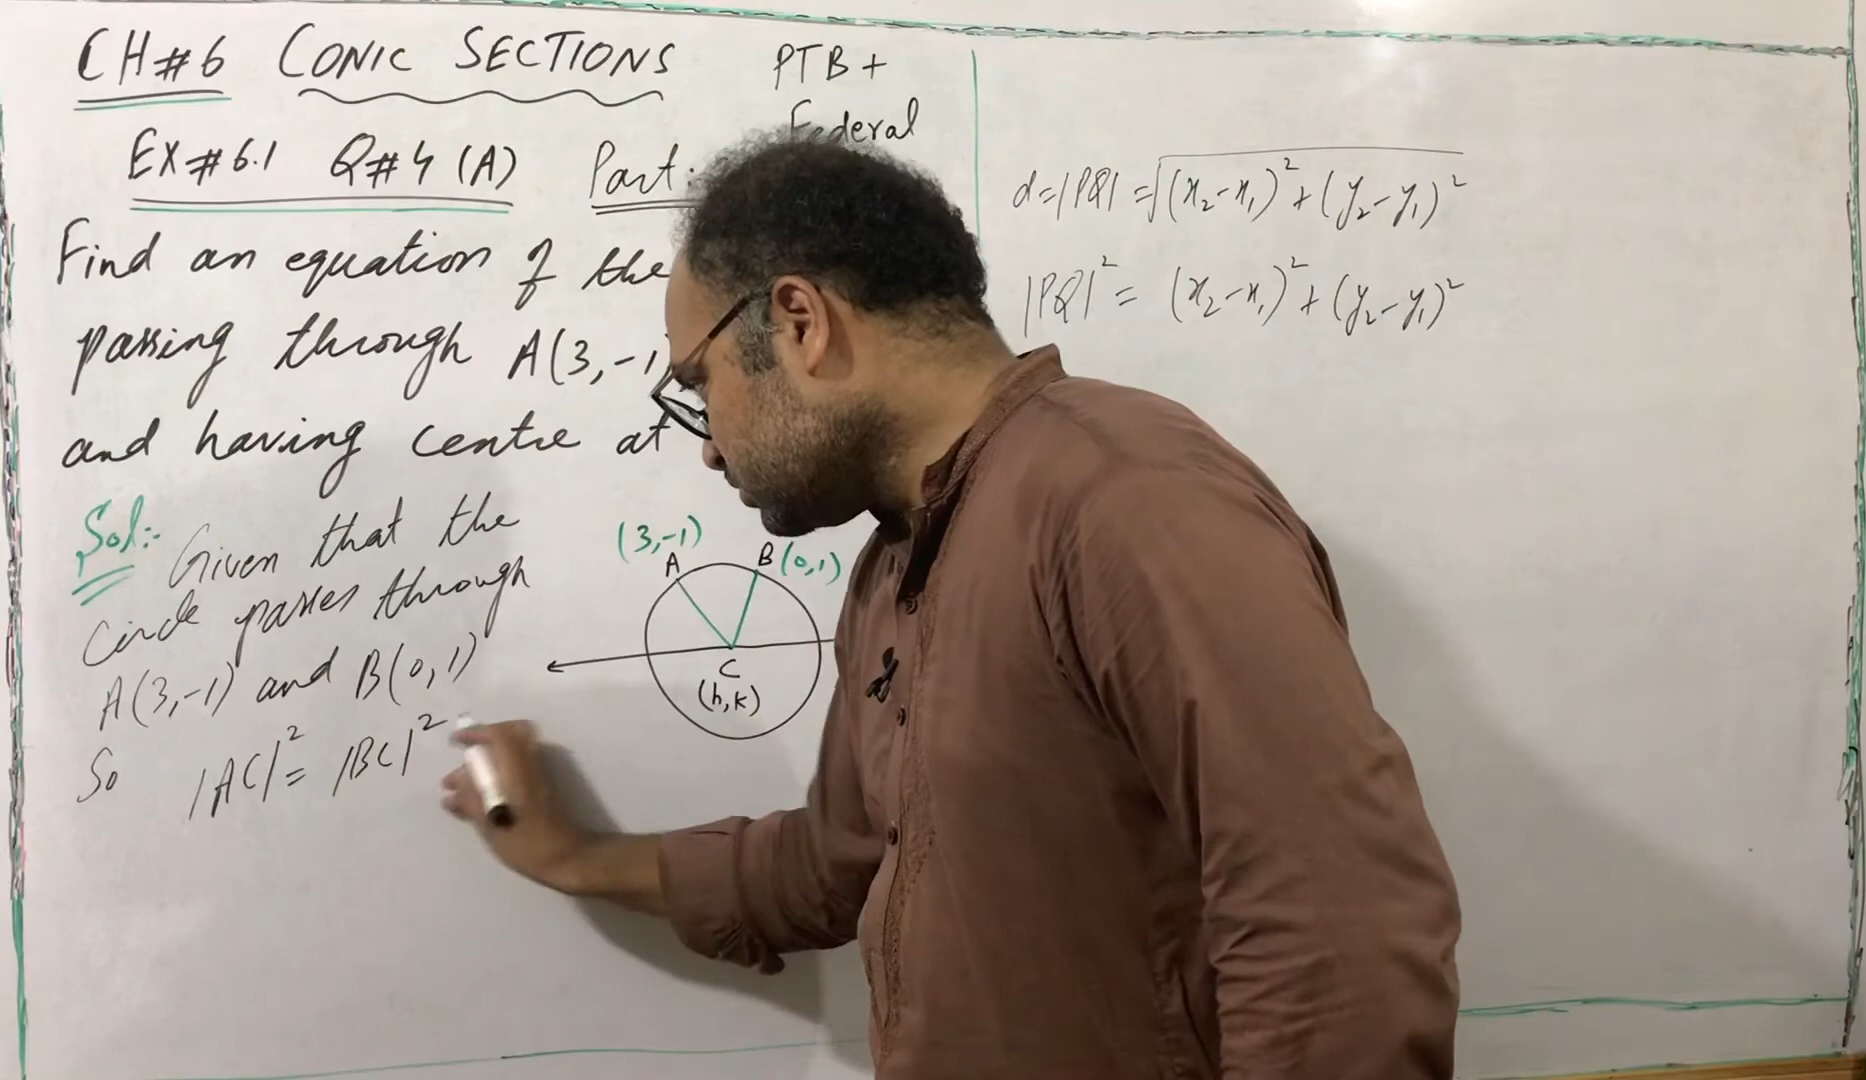 CH#6 CONIC SECTIONS PTB +
Federal
EX#6.1 Q#4 (A) Part:
Find an equation of the
passing through A(3,-1)
and having centre at
Sol:- Given that the
circle passes through
A(3,-1) and B(0,1)
So |AC|² = |BC|²
(3,-1)
A B (0,1)
C
(h,k)
d=|PQ| = √(x₂-x₁)² + (y₂-y₁)²
|PQ|² = (x₂-x₁)² + (y₂-y₁)²